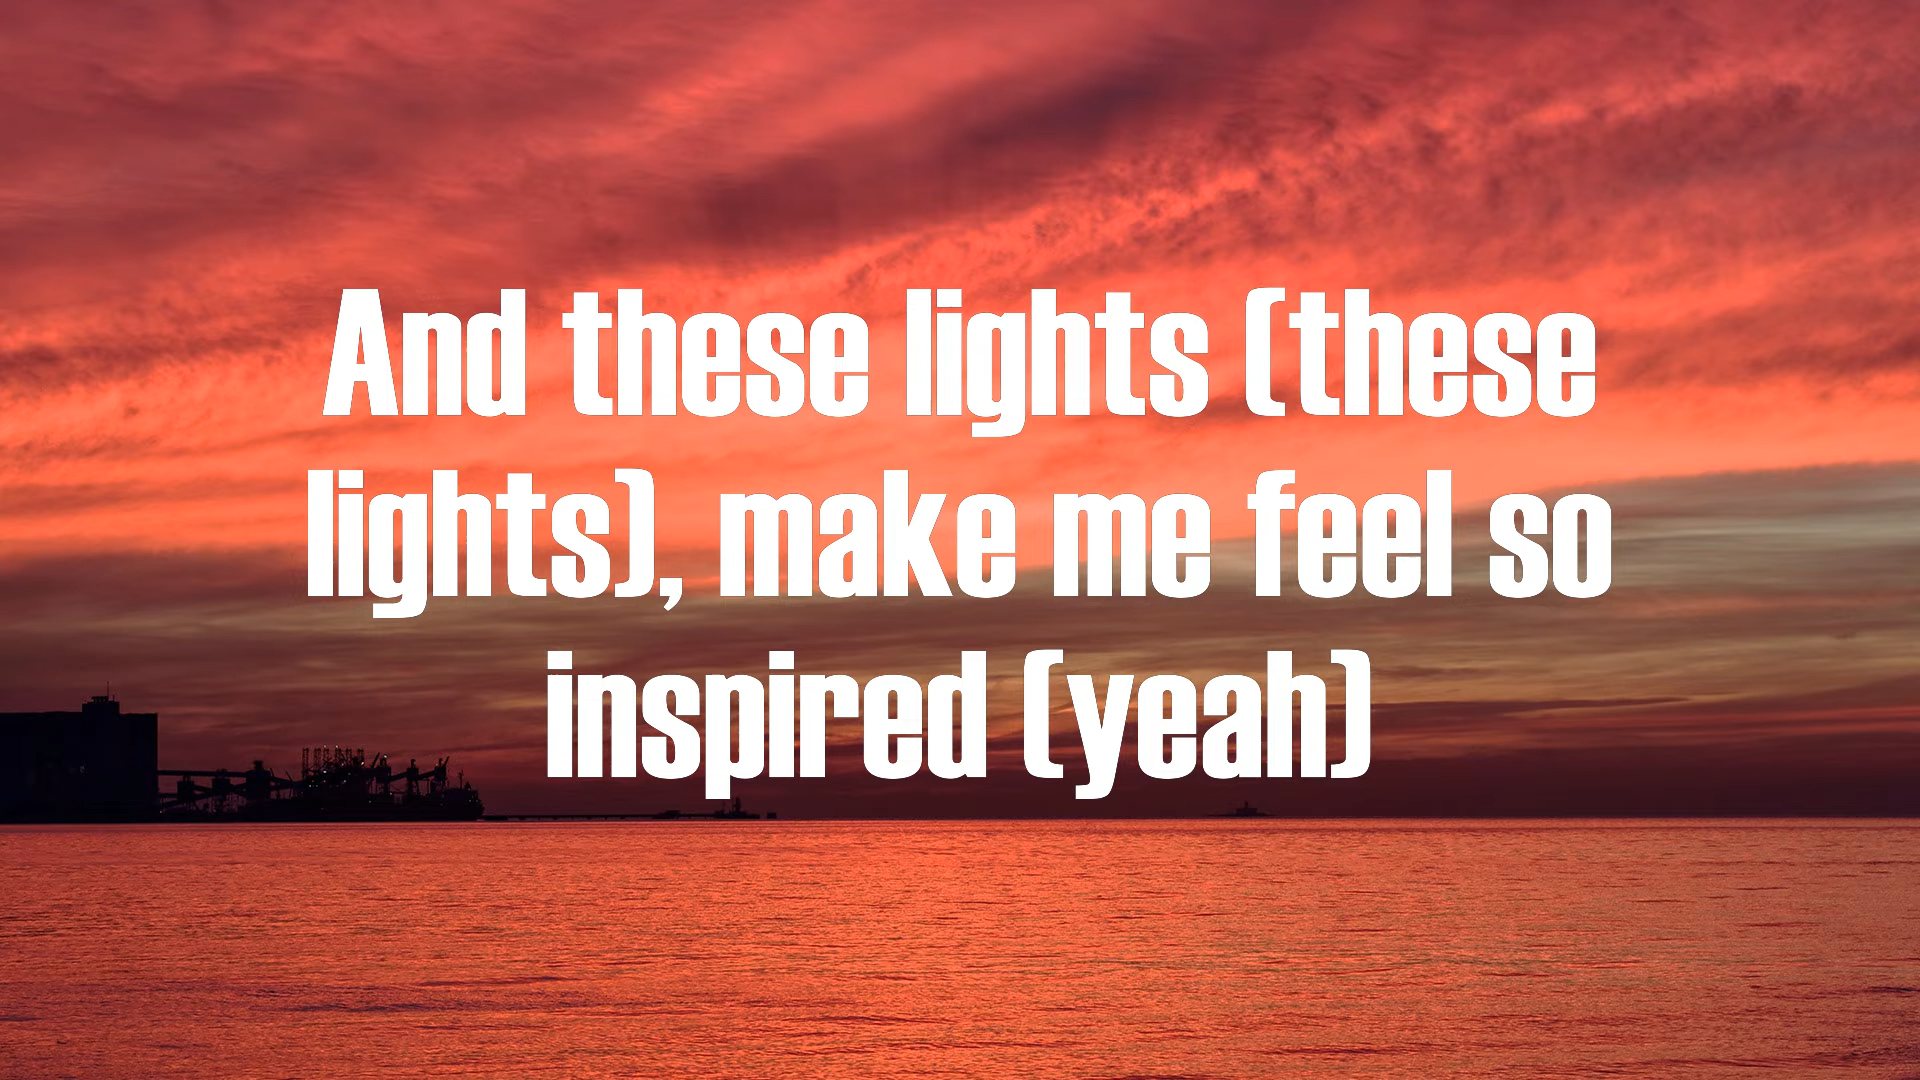 And these lights (these
lights), make me feel so
inspired (yeah)